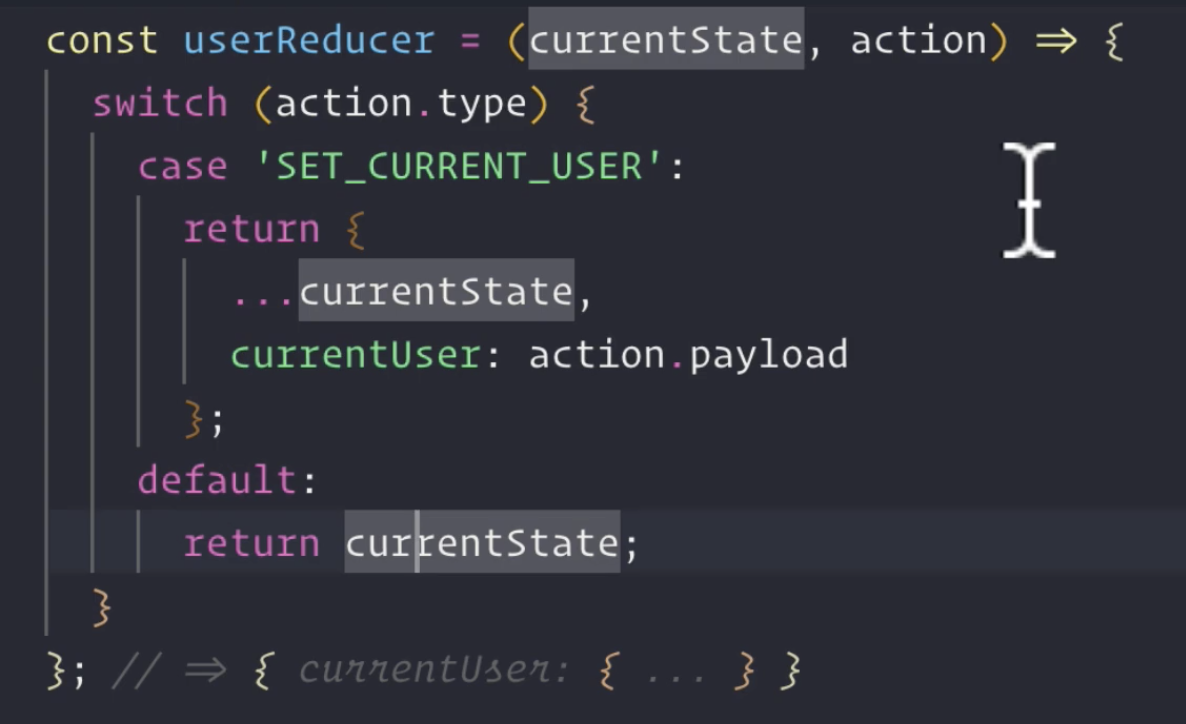 const userReducer = (currentState, action) => {
switch (action.type) {
case 'SET_CURRENT_USER':
return {
...currentState,
currentUser: action.payload
};
default:
return currentState;
}
}; // => { currentUser: { ... } }